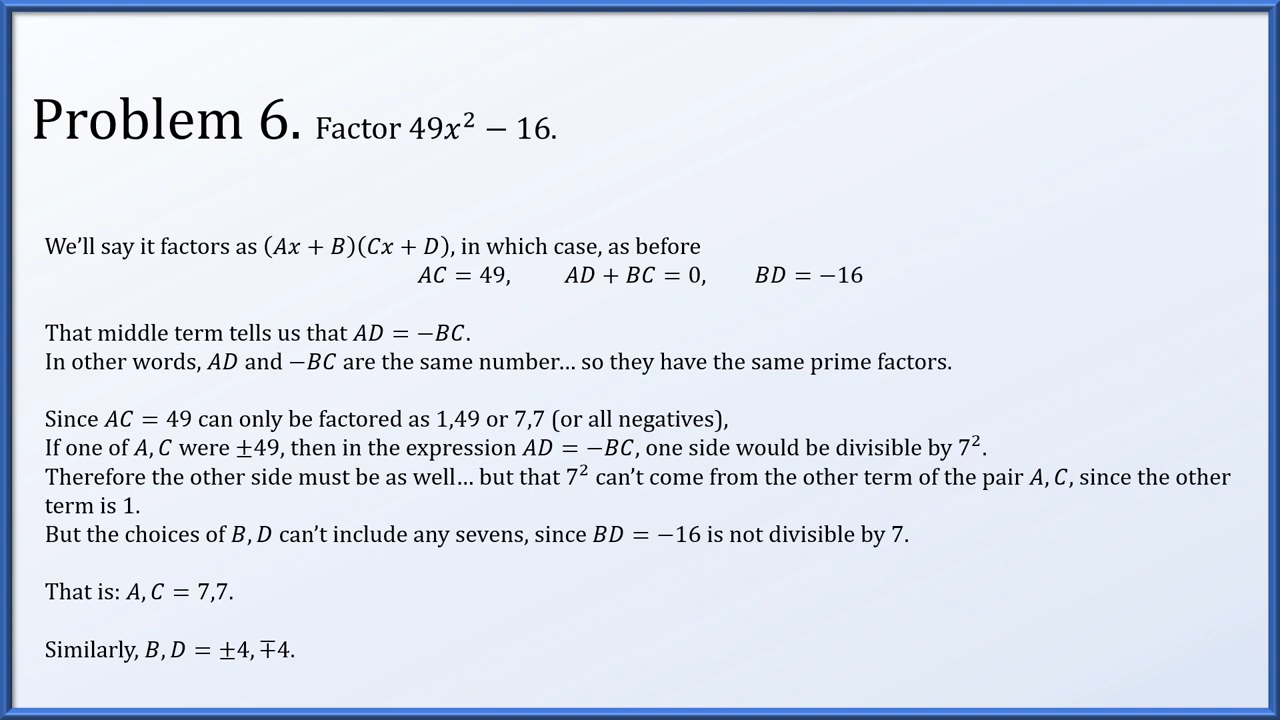 Problem 6. Factor 49𝑥² − 16.
We’ll say it factors as (𝐴𝑥 + 𝐵)(𝐶𝑥 + 𝐷), in which case, as before
𝐴𝐶 = 49, 𝐴𝐷 + 𝐵𝐶 = 0, 𝐵𝐷 = −16
That middle term tells us that 𝐴𝐷 = −𝐵𝐶.
In other words, 𝐴𝐷 and −𝐵𝐶 are the same number… so they have the same prime factors.
Since 𝐴𝐶 = 49 can only be factored as 1,49 or 7,7 (or all negatives),
If one of 𝐴, 𝐶 were ±49, then in the expression 𝐴𝐷 = −𝐵𝐶, one side would be divisible by 7².
Therefore the other side must be as well… but that 7² can’t come from the other term of the pair 𝐴, 𝐶, since the other
term is 1.
But the choices of 𝐵, 𝐷 can’t include any sevens, since 𝐵𝐷 = −16 is not divisible by 7.
That is: 𝐴, 𝐶 = 7,7.
Similarly, 𝐵, 𝐷 = ±4, ∓4.